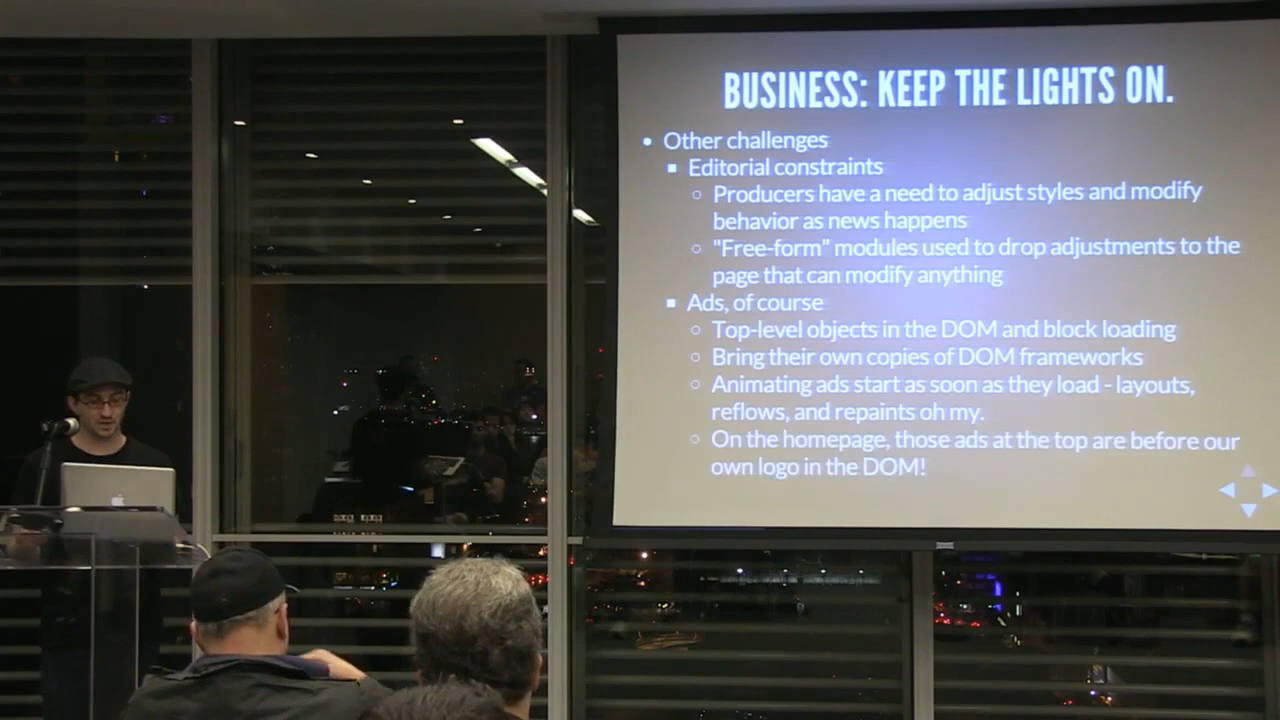 BUSINESS: KEEP THE LIGHTS ON.
Other challenges
Editorial constraints
Producers have a need to adjust styles and modify
behavior as news happens
"Free-form" modules used to drop adjustments to the
page that can modify anything
Ads, of course
Top-level objects in the DOM and block loading
Bring their own copies of DOM frameworks
Animating ads start as soon as they load - layouts,
reflows, and repaints oh my.
On the homepage, those ads at the top are before our
own logo in the DOM!